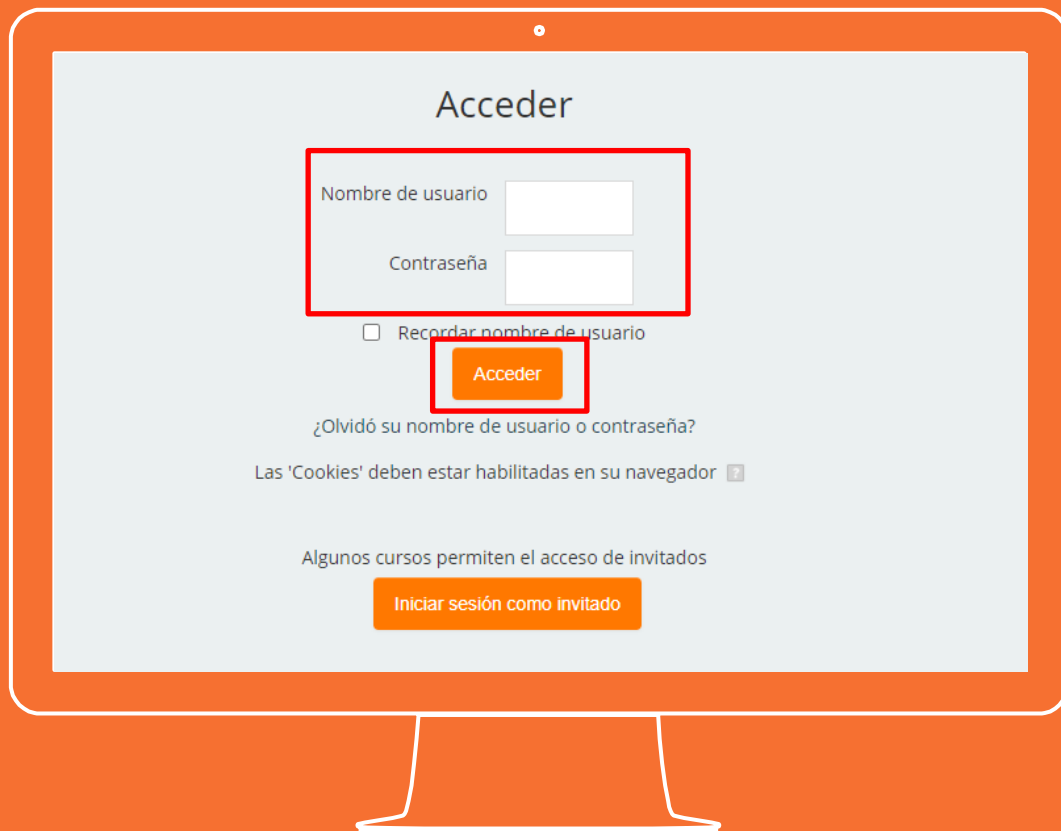 Acceder
Nombre de usuario
Contraseña
Recordar nombre de usuario
Acceder
¿Olvidó su nombre de usuario o contraseña?
Las 'Cookies' deben estar habilitadas en su navegador ?
Algunos cursos permiten el acceso de invitados
Iniciar sesión como invitado